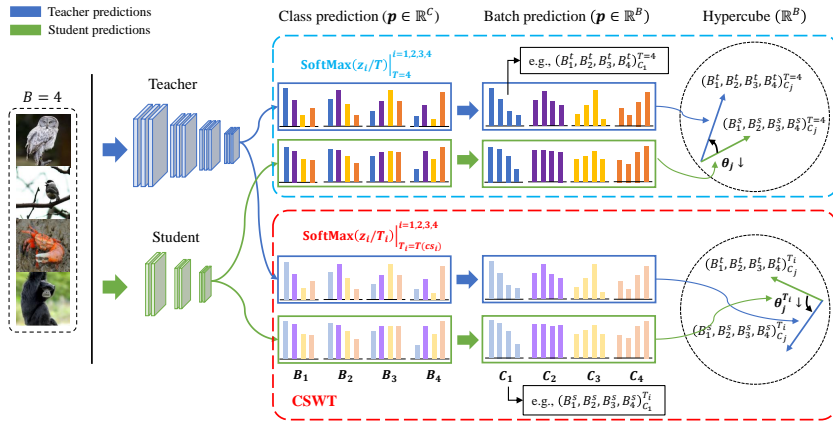 Teacher predictions
Student predictions
Class prediction (𝒑 ∈ ℝ^C)
Batch prediction (𝒑 ∈ ℝ^B)
Hypercube (ℝ^B)
B = 4
Teacher
Student
SoftMax(z_i/T)|_{T=4}^{i=1,2,3,4}
e.g., (B_1^t, B_2^t, B_3^t, B_4^t)_{C_1}^{T=4}
(B_1^t, B_2^t, B_3^t, B_4^t)_{C_j}^{T=4}
(B_1^s, B_2^s, B_3^s, B_4^s)_{C_j}^{T=4}
θ_j ↓
SoftMax(z_i/T_i)|_{T_i=T(cs_i)}^{i=1,2,3,4}
(B_1^t, B_2^t, B_3^t, B_4^t)_{C_j}^{T_i}
θ_j^{T_i} ↓
(B_1^s, B_2^s, B_3^s, B_4^s)_{C_j}^{T_i}
B_1 B_2 B_3 B_4 C_1 C_2 C_3 C_4
CSWT
e.g., (B_1^s, B_2^s, B_3^s, B_4^s)_{C_1}^{T_i}